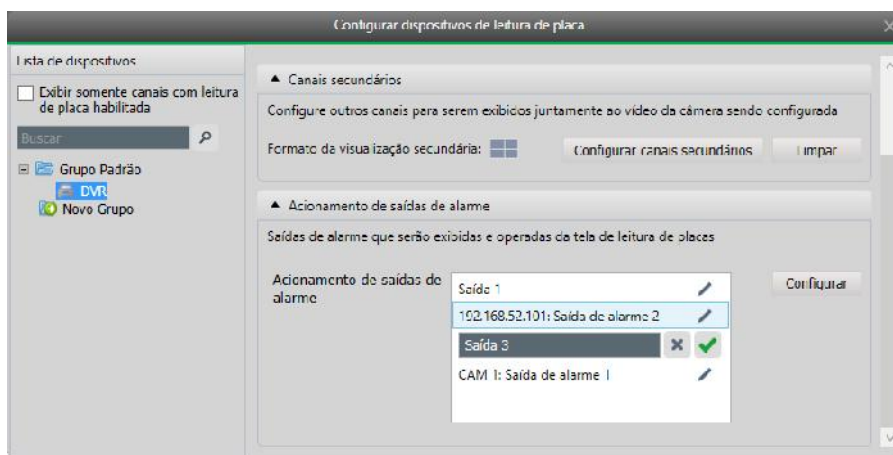 Configurar dispositivos de leitura de placa
Lista de dispositivos
Exibir somente canais com leitura
de placa habilitada
Buscar
Grupo Padrão
DVR
Novo Grupo
Canais secundários
Configure outros canais para serem exibidos juntamente ao vídeo da câmera sendo configurada
Formato da visualização secundária:
Configurar canais secundários
Limpar
Acionamento de saídas de alarme
Saídas de alarme que serão exibidas e operadas da tela de leitura de placas
Acionamento de saídas de
alarme
Saída 1
192.168.52.101: Saída de alarme 2
Saída 3
CAM 1: Saída de alarme 1
Configurar